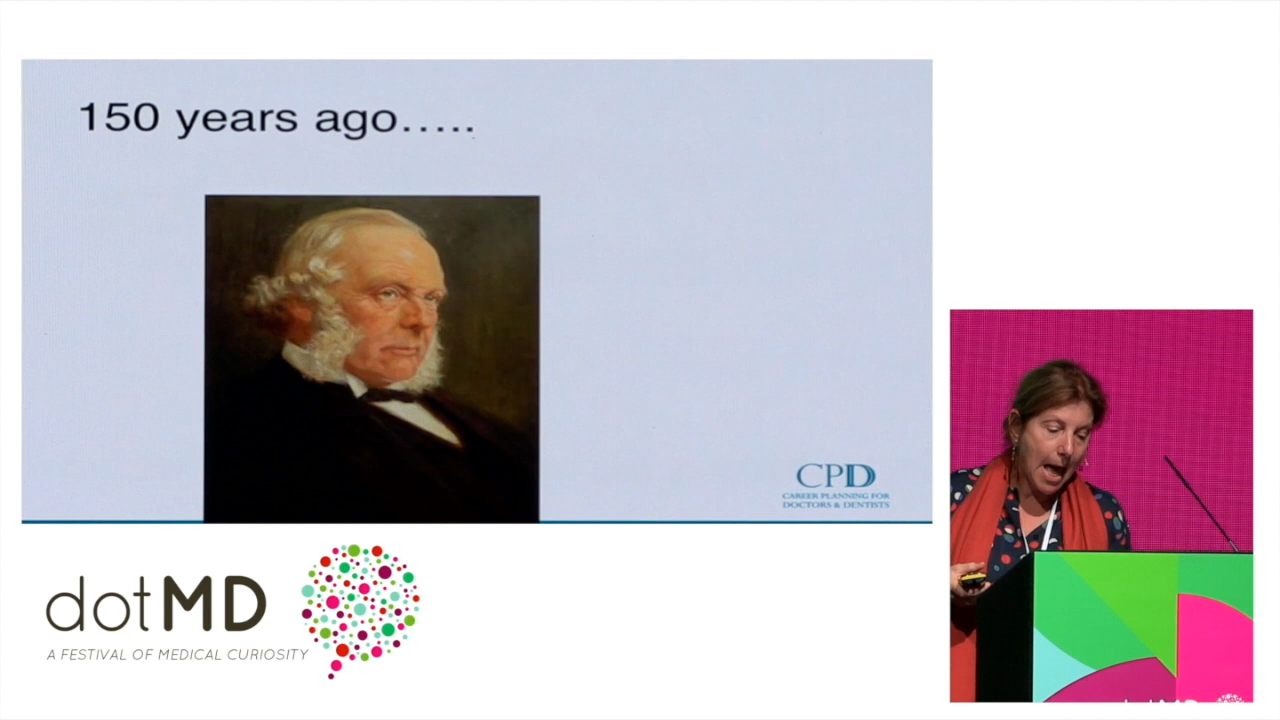 150 years ago.....
CPD
CAREER PLANNING FOR
DOCTORS & DENTISTS
dotMD
A FESTIVAL OF MEDICAL CURIOSITY